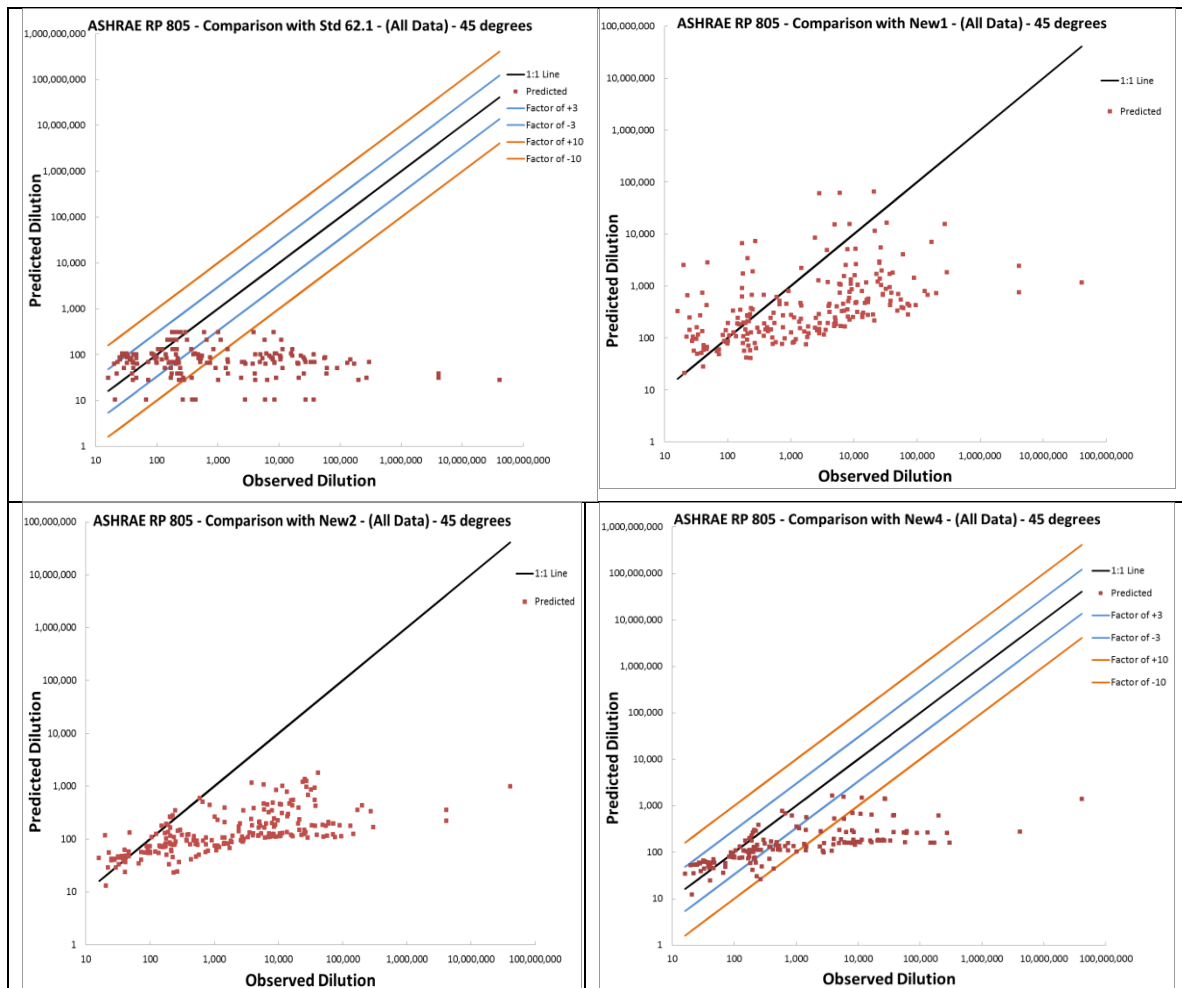 ASHRAE RP 805 - Comparison with Std 62.1 - (All Data) - 45 degrees
1,000,000,000
100,000,000
10,000,000
1,000,000
100,000
10,000
1,000
100
10
1
Predicted Dilution
10 100 1,000 10,000 100,000 1,000,000 10,000,000 100,000,000
Observed Dilution
1:1 Line
Predicted
Factor of +3
Factor of -3
Factor of +10
Factor of -10
ASHRAE RP 805 - Comparison with New1 - (All Data) - 45 degrees
100,000,000
10,000,000
1,000,000
100,000
10,000
1,000
100
10
1
Predicted Dilution
10 100 1,000 10,000 100,000 1,000,000 10,000,000 100,000,000
Observed Dilution
1:1 Line
Predicted
ASHRAE RP 805 - Comparison with New2 - (All Data) - 45 degrees
100,000,000
10,000,000
1,000,000
100,000
10,000
1,000
100
10
1
Predicted Dilution
10 100 1,000 10,000 100,000 1,000,000 10,000,000 100,000,000
Observed Dilution
1:1 Line
Predicted
ASHRAE RP 805 - Comparison with New4 - (All Data) - 45 degrees
1,000,000,000
100,000,000
10,000,000
1,000,000
100,000
10,000
1,000
100
10
1
Predicted Dilution
10 100 1,000 10,000 100,000 1,000,000 10,000,000 100,000,000
Observed Dilution
1:1 Line
Predicted
Factor of +3
Factor of -3
Factor of +10
Factor of -10